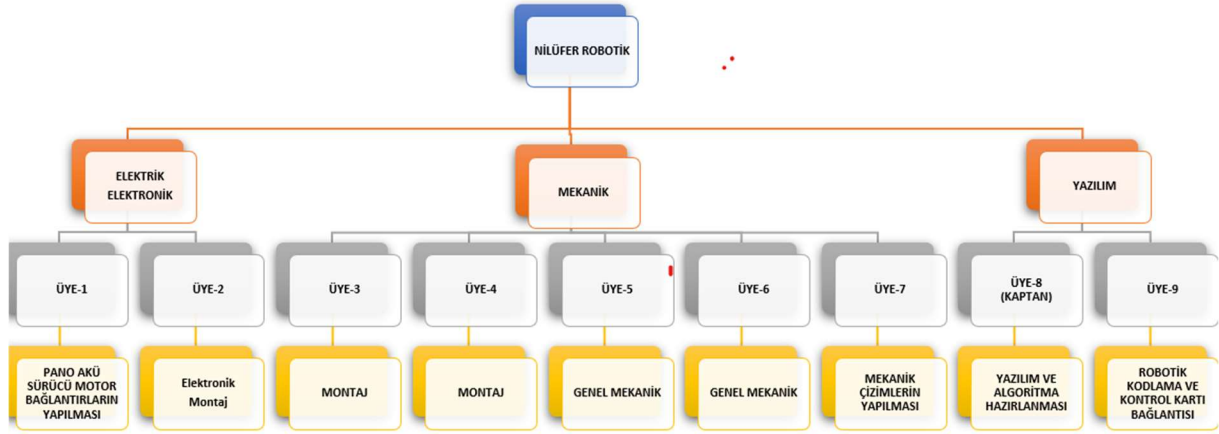 NİLÜFER ROBOTİK
ELEKTRİK
ELEKTRONİK
MEKANİK
YAZILIM
ÜYE-1
ÜYE-2
ÜYE-3
ÜYE-4
ÜYE-5
ÜYE-6
ÜYE-7
ÜYE-8
(KAPTAN)
ÜYE-9
PANO AKÜ
SÜRÜCÜ MOTOR
BAĞLANTIRLARIN
YAPILMASI
Elektronik
Montaj
MONTAJ
MONTAJ
GENEL MEKANİK
GENEL MEKANİK
MEKANİK
ÇİZİMLERİN
YAPILMASI
YAZILIM VE
ALGORİTMA
HAZIRLANMASI
ROBOTİK
KODLAMA VE
KONTROL KARTI
BAĞLANTISI